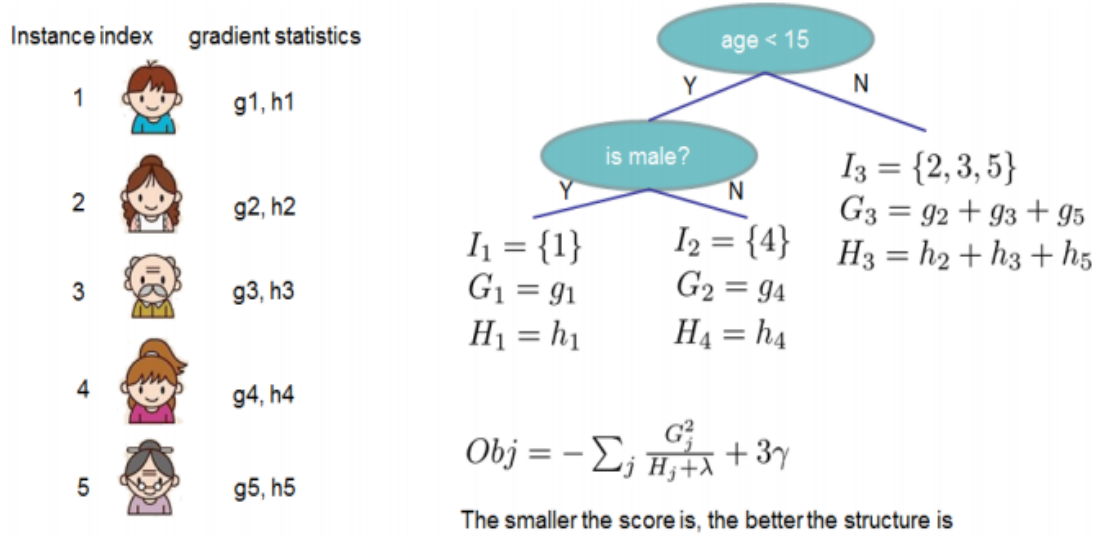 Instance index gradient statistics
1 g1, h1
2 g2, h2
3 g3, h3
4 g4, h4
5 g5, h5
age < 15
Y N
is male?
Y N
I₁ = {1}
G₁ = g₁
H₁ = h₁
I₂ = {4}
G₂ = g₄
H₄ = h₄
I₃ = {2, 3, 5}
G₃ = g₂ + g₃ + g₅
H₃ = h₂ + h₃ + h₅
Obj = − ∑ⱼ Gⱼ² / (Hⱼ+λ) + 3γ
The smaller the score is, the better the structure is